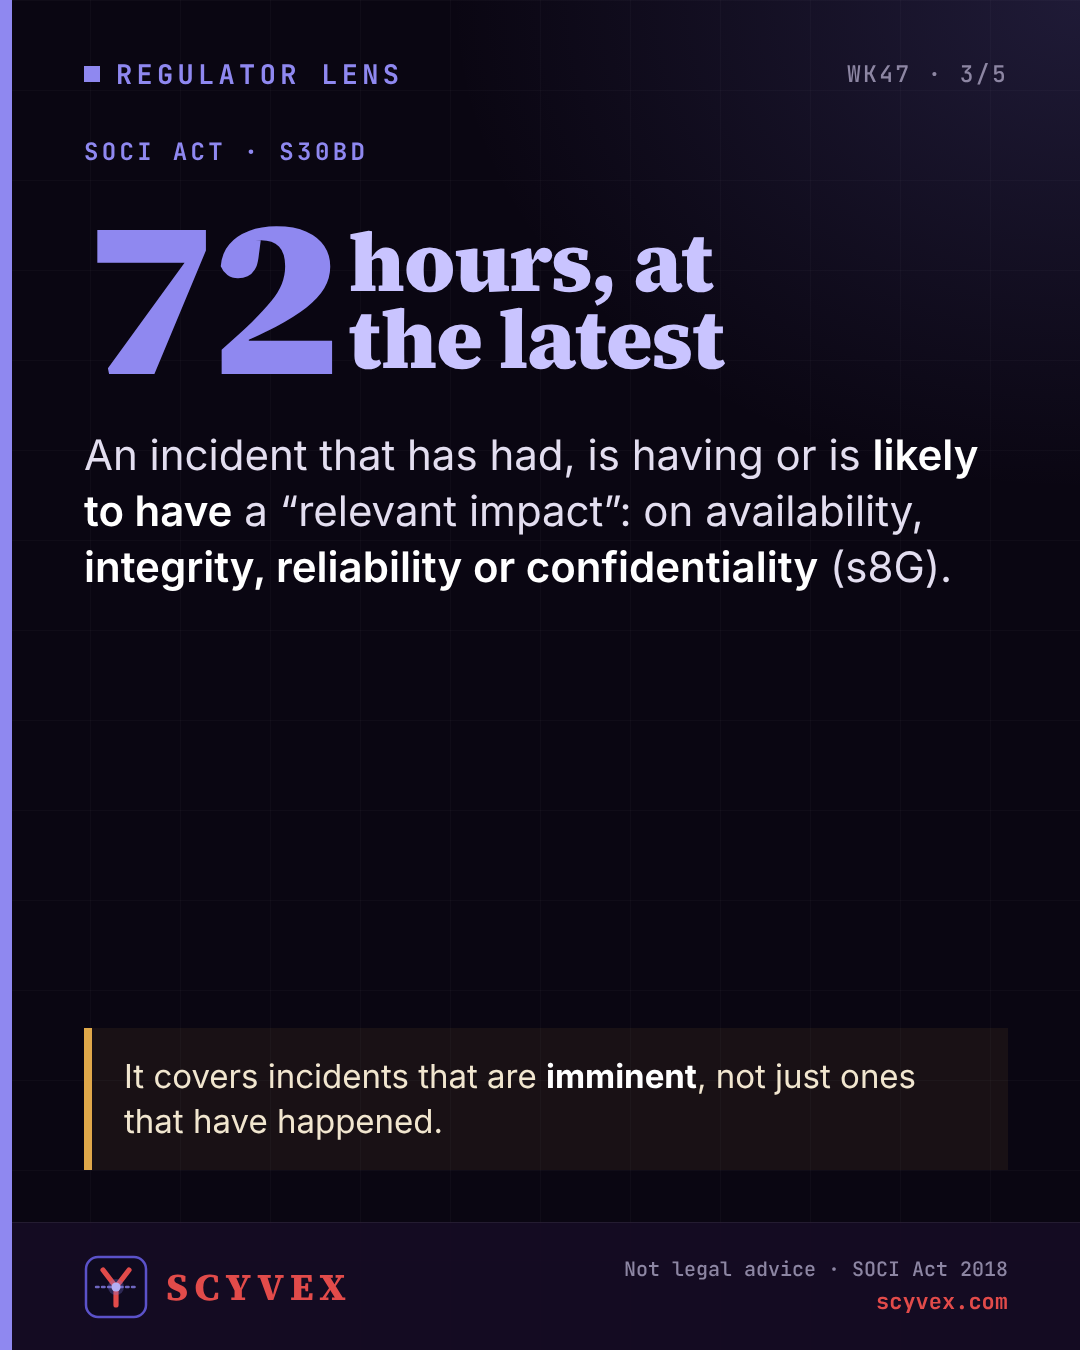 REGULATOR LENS
WK47 · 3/5
SOCI ACT · S30BD
72 hours, at
the latest
An incident that has had, is having or is likely
to have a “relevant impact”: on availability,
integrity, reliability or confidentiality (s8G).
It covers incidents that are imminent, not just ones
that have happened.
SCYVEX
Not legal advice · SOCI Act 2018
scyvex.com